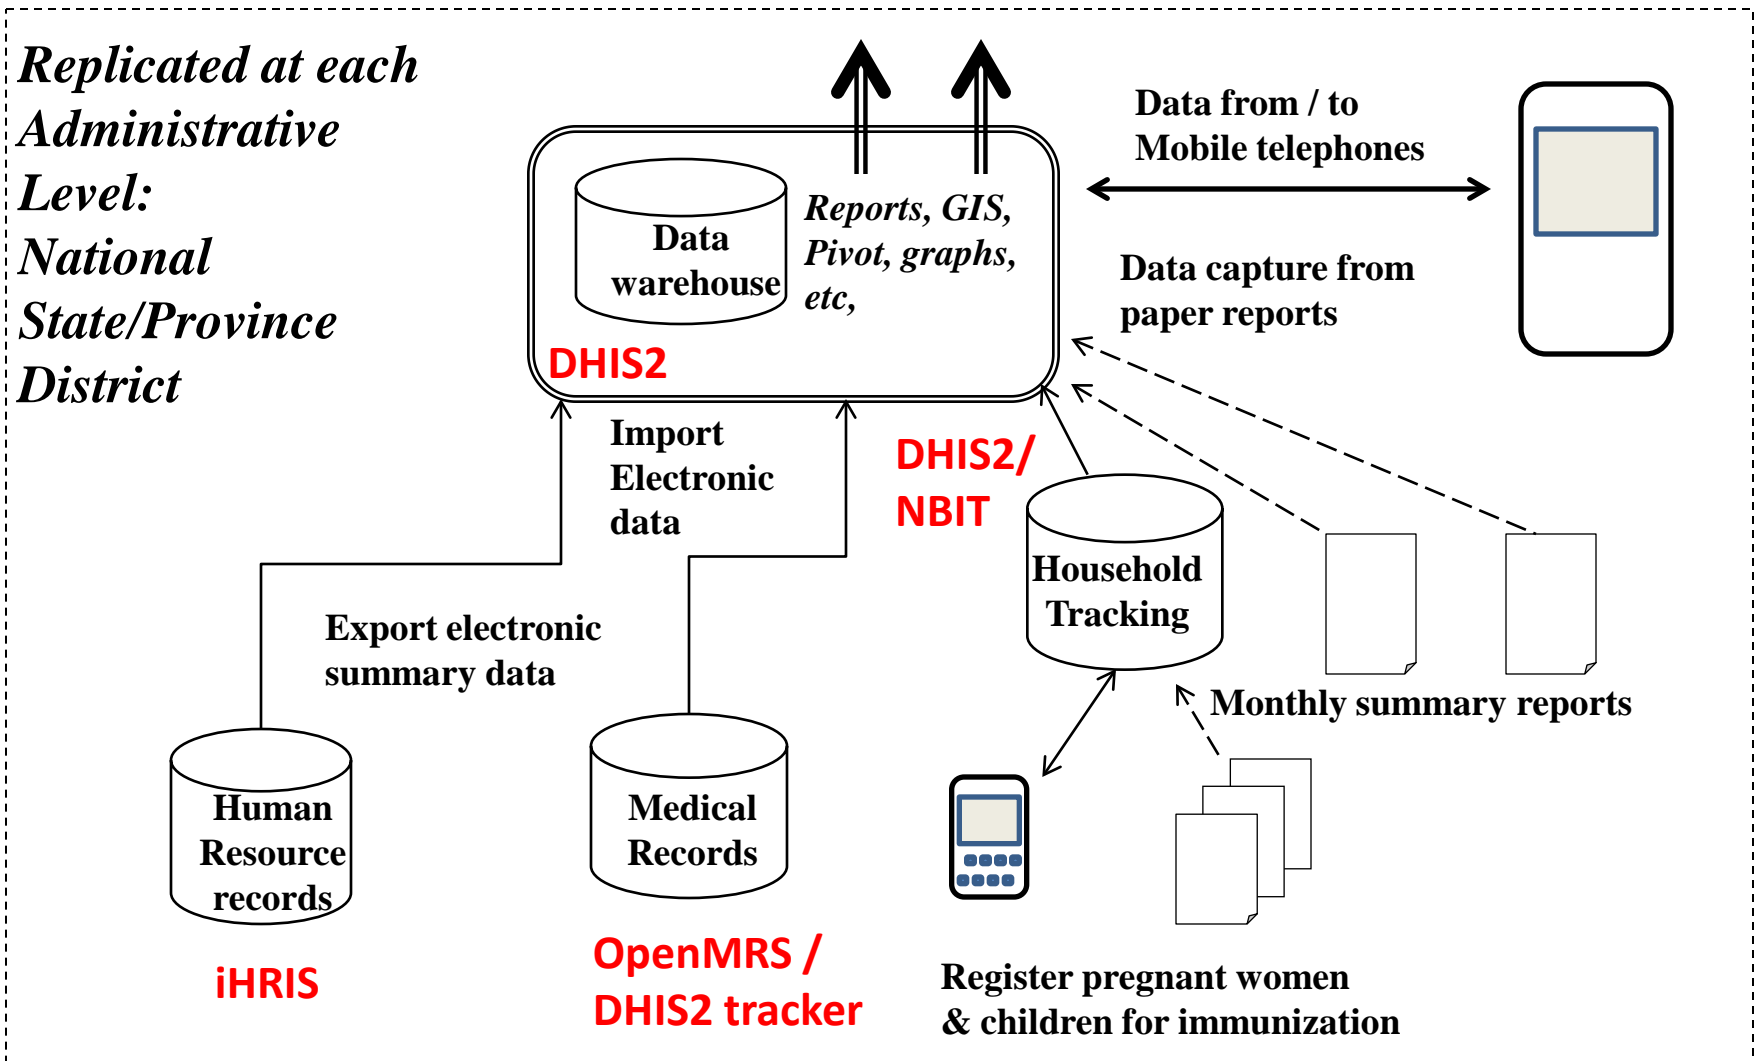 Replicated at each
Administrative
Level:
National
State/Province
District
Data
warehouse
Reports, GIS,
Pivot, graphs,
etc,
DHIS2
Data from / to
Mobile telephones
Data capture from
paper reports
Import
Electronic
data
DHIS2/
NBIT
Household
Tracking
Export electronic
summary data
Monthly summary reports
Human
Resource
records
Medical
Records
iHRIS
OpenMRS /
DHIS2 tracker
Register pregnant women
& children for immunization